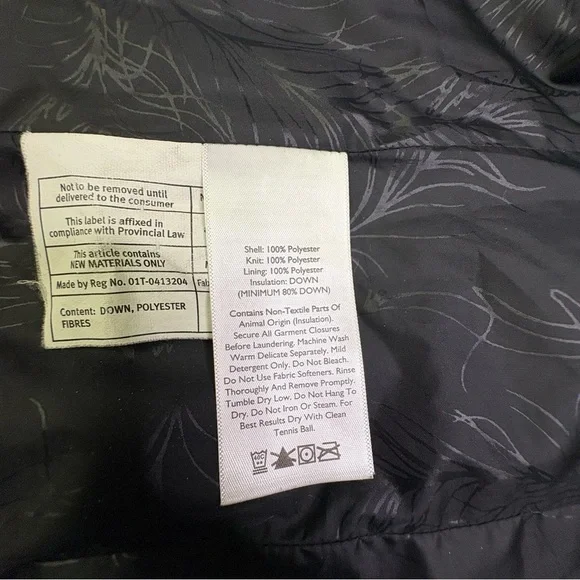 Not to be removed until
delivered to the consumer
This label is affixed in
compliance with Provincial Law
This article contains
NEW MATERIALS ONLY
Made by Reg No. 01T-0413204
Content: DOWN, POLYESTER
FIBRES
Shell: 100% Polyester
Knit: 100% Polyester
Lining: 100% Polyester
Insulation: DOWN
(MINIMUM 80% DOWN)
Contains Non-Textile Parts Of
Animal Origin (Insulation).
Secure All Garment Closures
Before Laundering. Machine Wash
Warm Delicate Separately. Mild
Detergent Only. Do Not Bleach.
Do Not Use Fabric Softeners. Rinse
Thoroughly And Remove Promptly.
Tumble Dry Low. Do Not Hang To
Dry. Do Not Iron Or Steam. For
Best Results Dry With Clean
Tennis Ball.